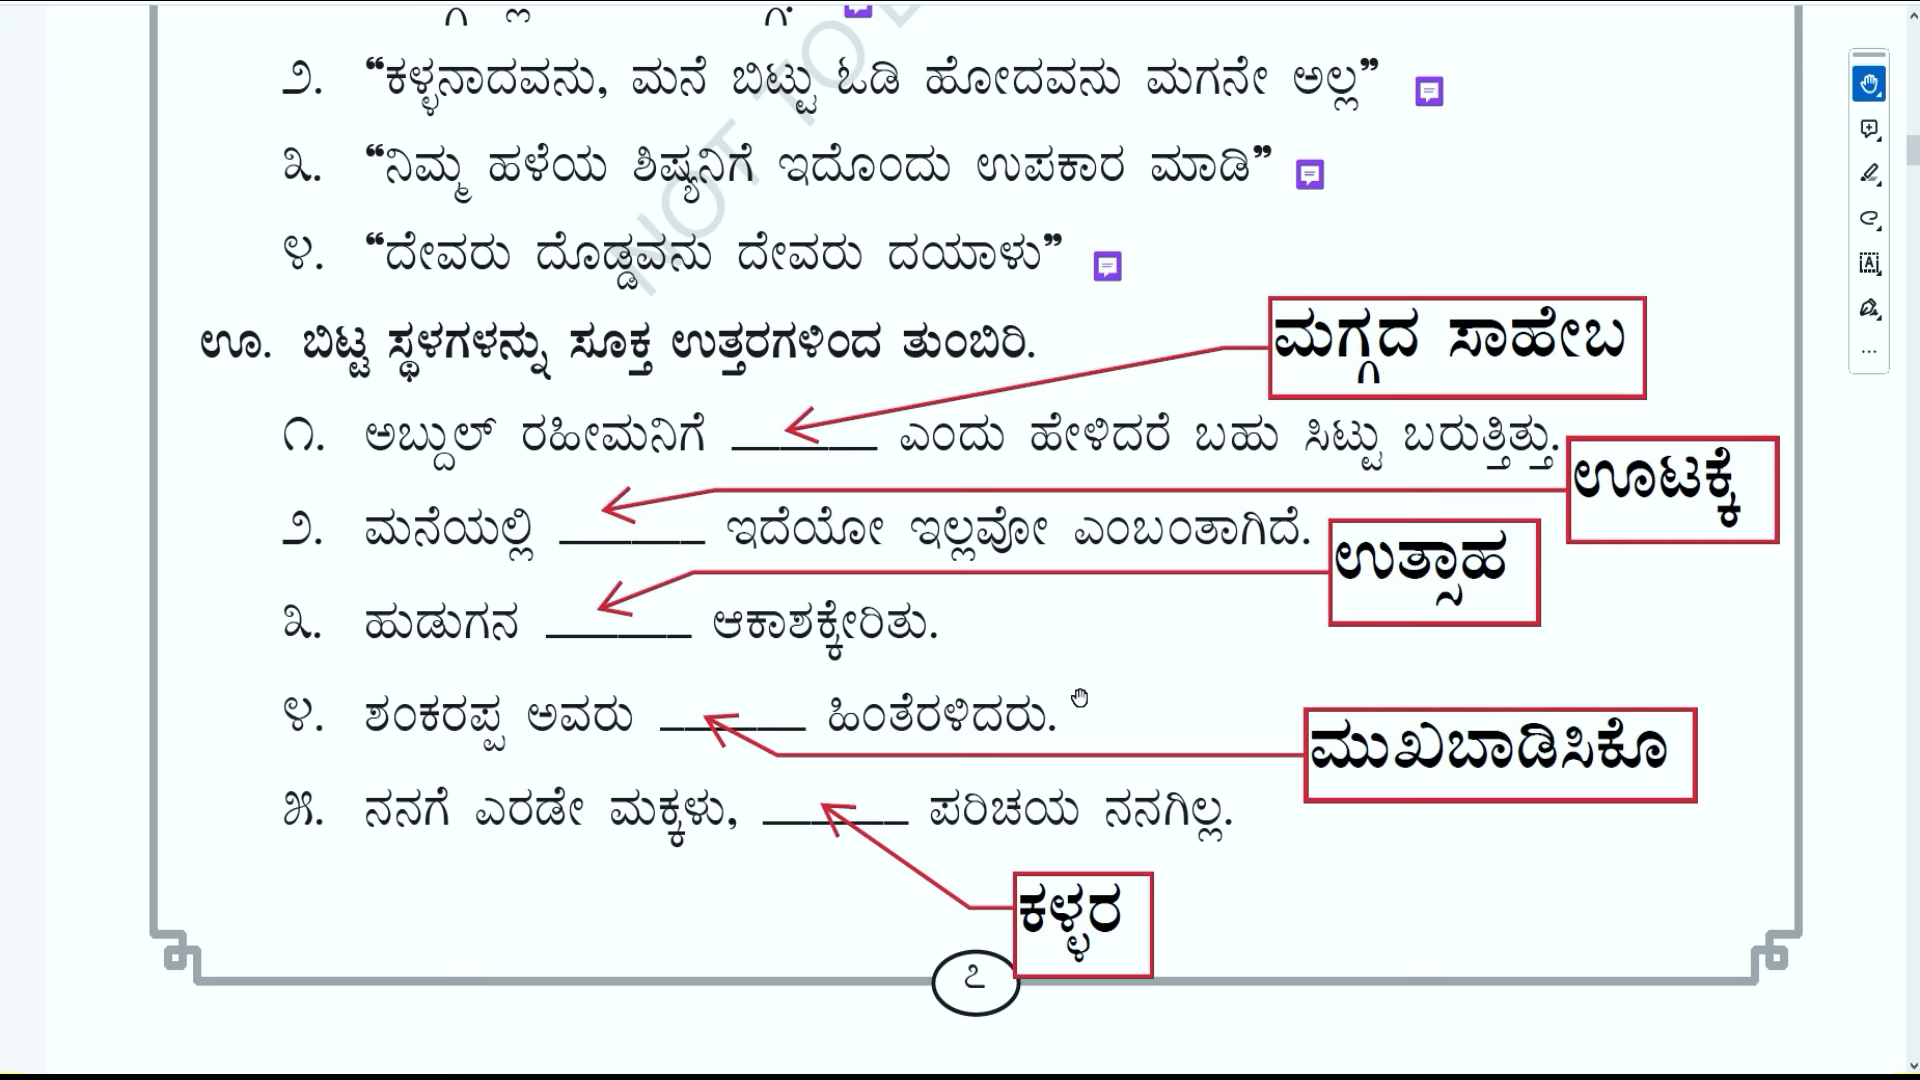 ೨. “ಕಳ್ಳನಾದವನು, ಮನೆ ಬಿಟ್ಟು ಓಡಿ ಹೋದವನು ಮಗನೇ ಅಲ್ಲ”
೩. “ನಿಮ್ಮ ಹಳೆಯ ಶಿಷ್ಯನಿಗೆ ಇದೊಂದು ಉಪಕಾರ ಮಾಡಿ”
೪. “ದೇವರು ದೊಡ್ಡವನು ದೇವರು ದಯಾಳು”
NOT TO
ಊ. ಬಿಟ್ಟ ಸ್ಥಳಗಳನ್ನು ಸೂಕ್ತ ಉತ್ತರಗಳಿಂದ ತುಂಬಿರಿ.
ಮಗ್ಗದ ಸಾಹೇಬ
೧. ಅಬ್ದುಲ್ ರಹೀಮನಿಗೆ ______ ಎಂದು ಹೇಳಿದರೆ ಬಹು ಸಿಟ್ಟು ಬರುತ್ತಿತ್ತು.
ಊಟಕ್ಕೆ
೨. ಮನೆಯಲ್ಲಿ ______ ಇದೆಯೋ ಇಲ್ಲವೋ ಎಂಬಂತಾಗಿದೆ.
ಉತ್ಸಾಹ
೩. ಹುಡುಗನ ______ ಆಕಾಶಕ್ಕೇರಿತು.
೪. ಶಂಕರಪ್ಪ ಅವರು ______ ಹಿಂತೆರಳಿದರು.
ಮುಖಬಾಡಿಸಿಕೊ
೫. ನನಗೆ ಎರಡೇ ಮಕ್ಕಳು, ______ ಪರಿಚಯ ನನಗಿಲ್ಲ.
ಕಳ್ಳರ
೭